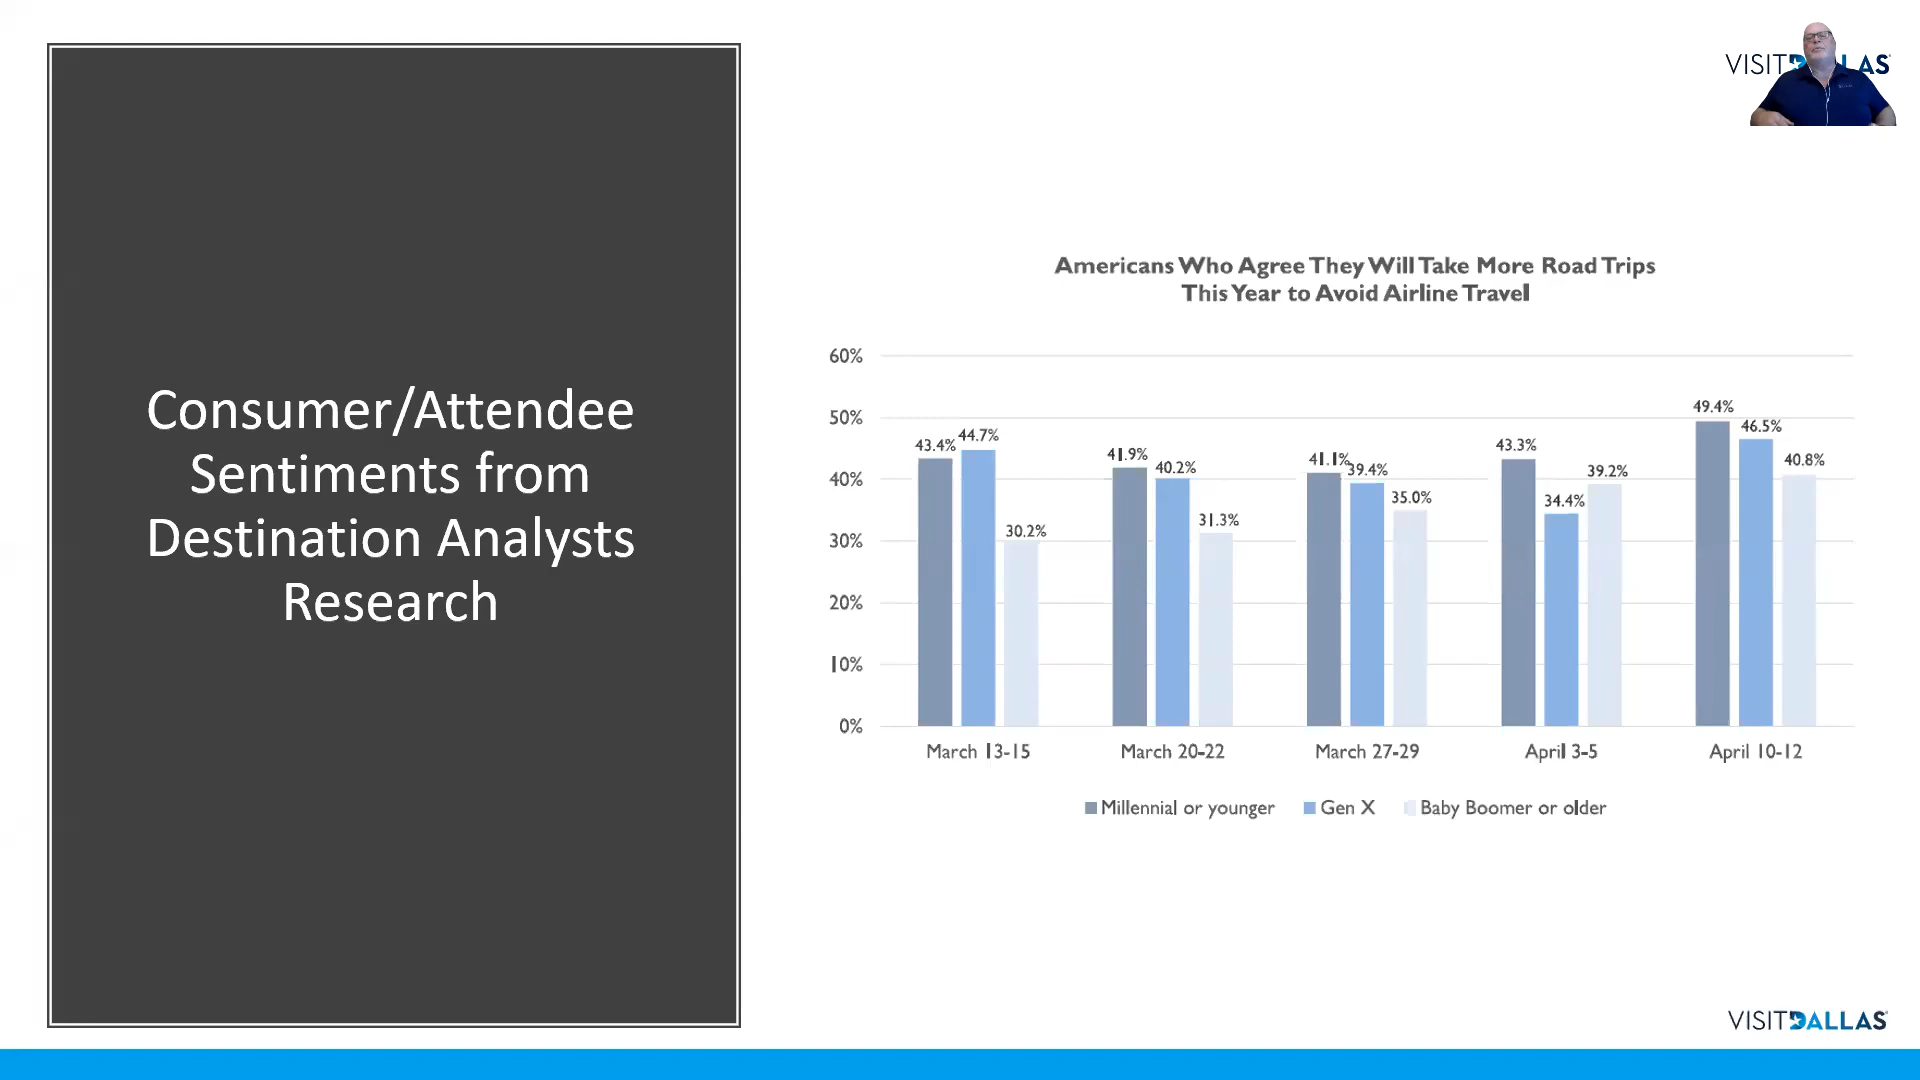 Consumer/Attendee
Sentiments from
Destination Analysts
Research
Americans Who Agree They Will Take More Road Trips
This Year to Avoid Airline Travel
60%
50%
40%
30%
20%
10%
0%
43.4%
44.7%
30.2%
41.9%
40.2%
31.3%
41.1%
39.4%
35.0%
43.3%
34.4%
39.2%
49.4%
46.5%
40.8%
March 13-15
March 20-22
March 27-29
April 3-5
April 10-12
Millennial or younger
Gen X
Baby Boomer or older
VISITDALLAS